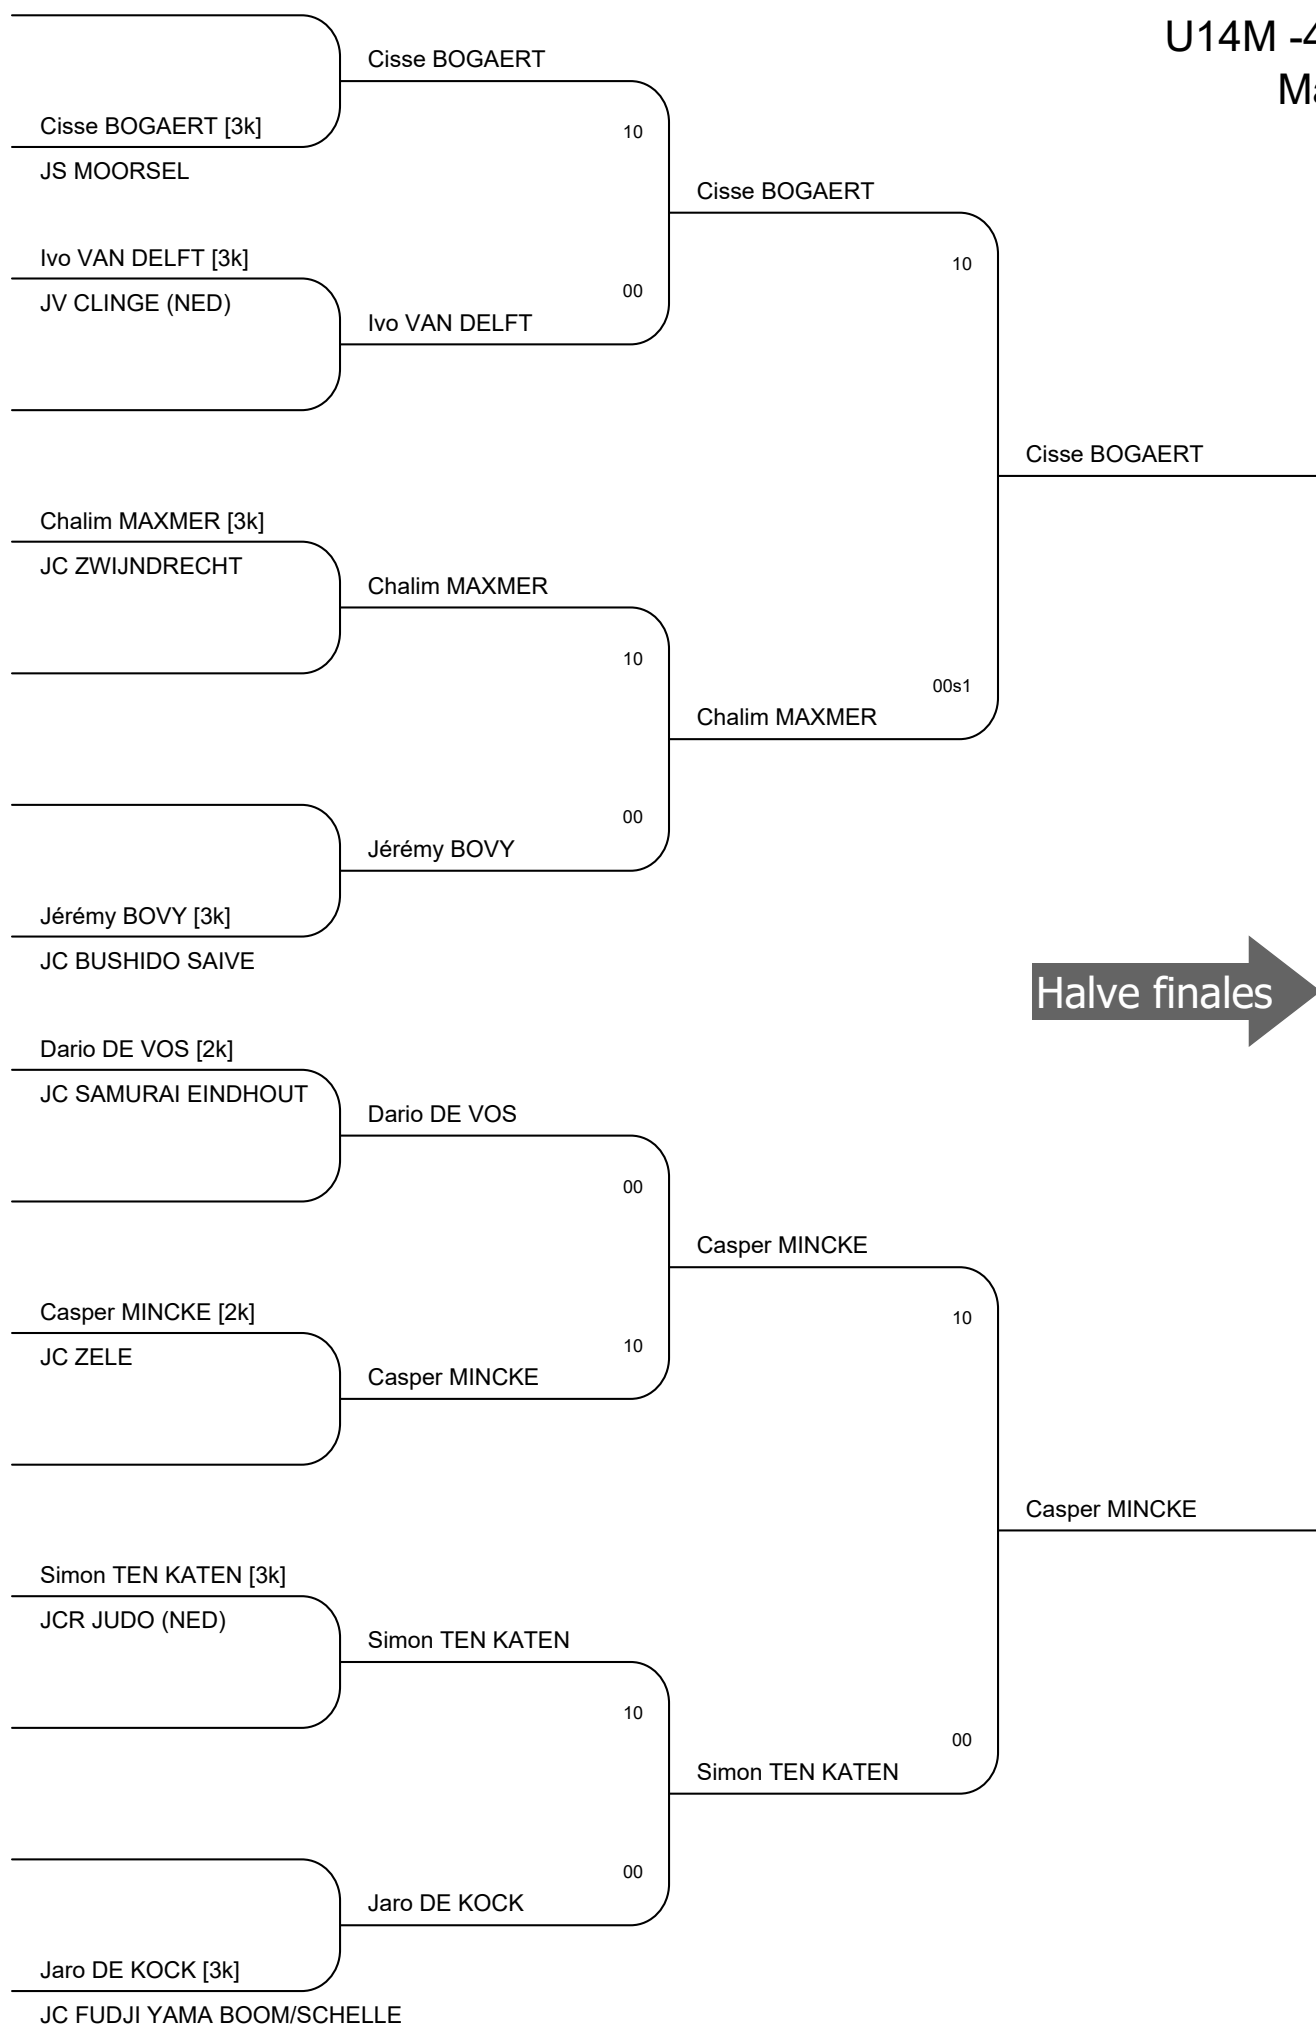 U14M -4
Ma
Cisse BOGAERT
Cisse BOGAERT [3k]
10
JS MOORSEL
Cisse BOGAERT
Ivo VAN DELFT [3k]
10
JV CLINGE (NED)
00
Ivo VAN DELFT
Cisse BOGAERT
Chalim MAXMER [3k]
JC ZWIJNDRECHT
Chalim MAXMER
10
00s1
Chalim MAXMER
00
Jérémy BOVY
Jérémy BOVY [3k]
JC BUSHIDO SAIVE
Halve finales
Dario DE VOS [2k]
JC SAMURAI EINDHOUT
Dario DE VOS
00
Casper MINCKE
Casper MINCKE [2k]
10
JC ZELE
10
Casper MINCKE
Casper MINCKE
Simon TEN KATEN [3k]
JCR JUDO (NED)
Simon TEN KATEN
10
00
Simon TEN KATEN
00
Jaro DE KOCK
Jaro DE KOCK [3k]
JC FUDJI YAMA BOOM/SCHELLE